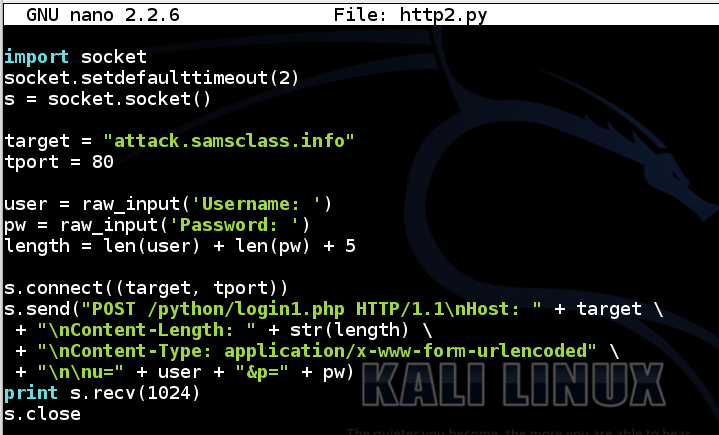 GNU nano 2.2.6 File: http2.py
import socket
socket.setdefaulttimeout(2)
s = socket.socket()
target = "attack.samsclass.info"
tport = 80
user = raw_input('Username: ')
pw = raw_input('Password: ')
length = len(user) + len(pw) + 5
s.connect((target, tport))
s.send("POST /python/login1.php HTTP/1.1\nHost: " + target \
 + "\nContent-Length: " + str(length) \
 + "\nContent-Type: application/x-www-form-urlencoded" \
 + "\n\nu=" + user + "&p=" + pw)
print s.recv(1024)
s.close
KALI LINUX
The quieter you become, the more you are able to hear